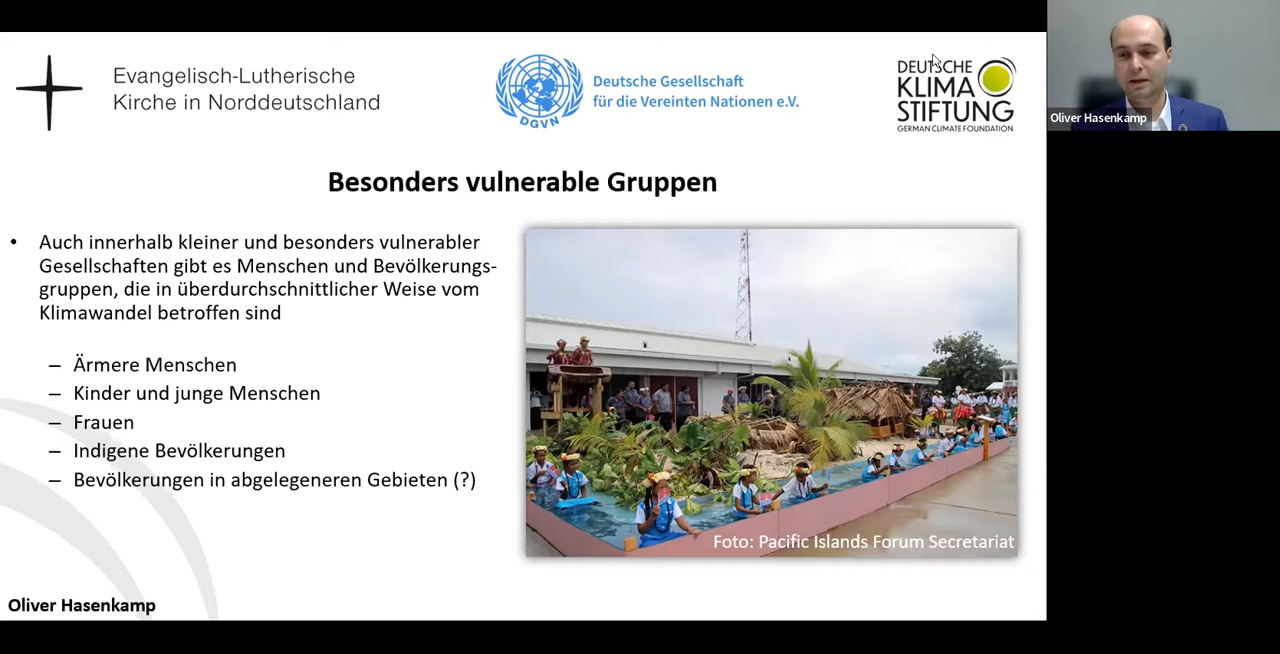 Evangelisch-Lutherische
Kirche in Norddeutschland
DGVN
Deutsche Gesellschaft
für die Vereinten Nationen e.V.
DEUTSCHE
KLIMA
STIFTUNG
GERMAN CLIMATE FOUNDATION
Oliver Hasenkamp
Besonders vulnerable Gruppen
• Auch innerhalb kleiner und besonders vulnerabler
Gesellschaften gibt es Menschen und Bevölkerungs-
gruppen, die in überdurchschnittlicher Weise vom
Klimawandel betroffen sind
– Ärmere Menschen
– Kinder und junge Menschen
– Frauen
– Indigene Bevölkerungen
– Bevölkerungen in abgelegeneren Gebieten (?)
Foto: Pacific Islands Forum Secretariat
Oliver Hasenkamp